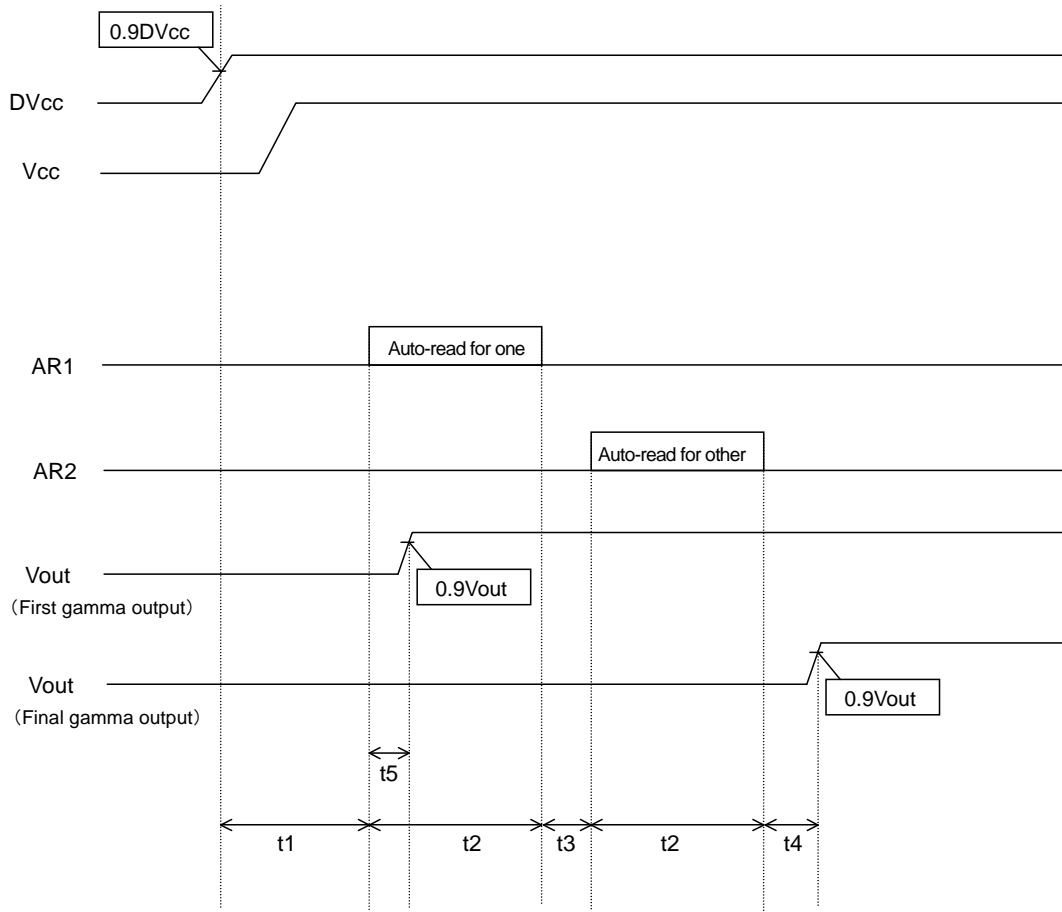 0.9DVcc
DVcc
Vcc
Auto-read for one
AR1
Auto-read for other
AR2
Vout
（First gamma output）
0.9Vout
Vout
（Final gamma output）
0.9Vout
t5
t1
t2
t3
t2
t4